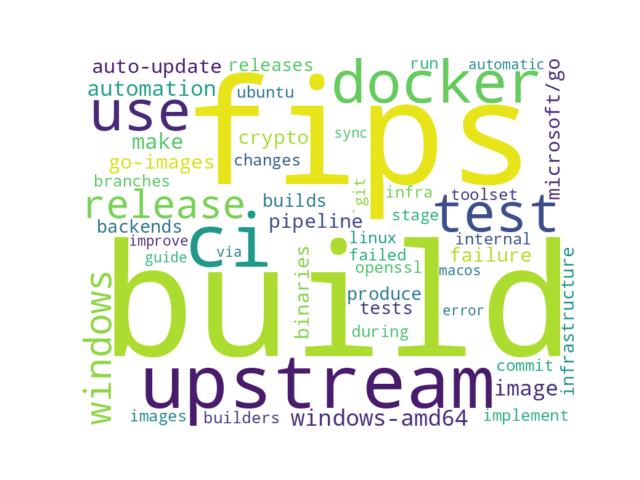 auto-update
releases
run
automatic
automation
ubuntu
docker
microsoft/go
use
fips
make
crypto
sync
go-images
changes
branches
`git
infra
toolset
release
builds
stage
test
backends
pipeline
ci
improve
via
linux
internal
guide
binaries
failed
failure
openssl
macos
windows
build
produce
tests
error
infrastructure
during
upstream
commit
image
images
builders
windows-amd64
implement